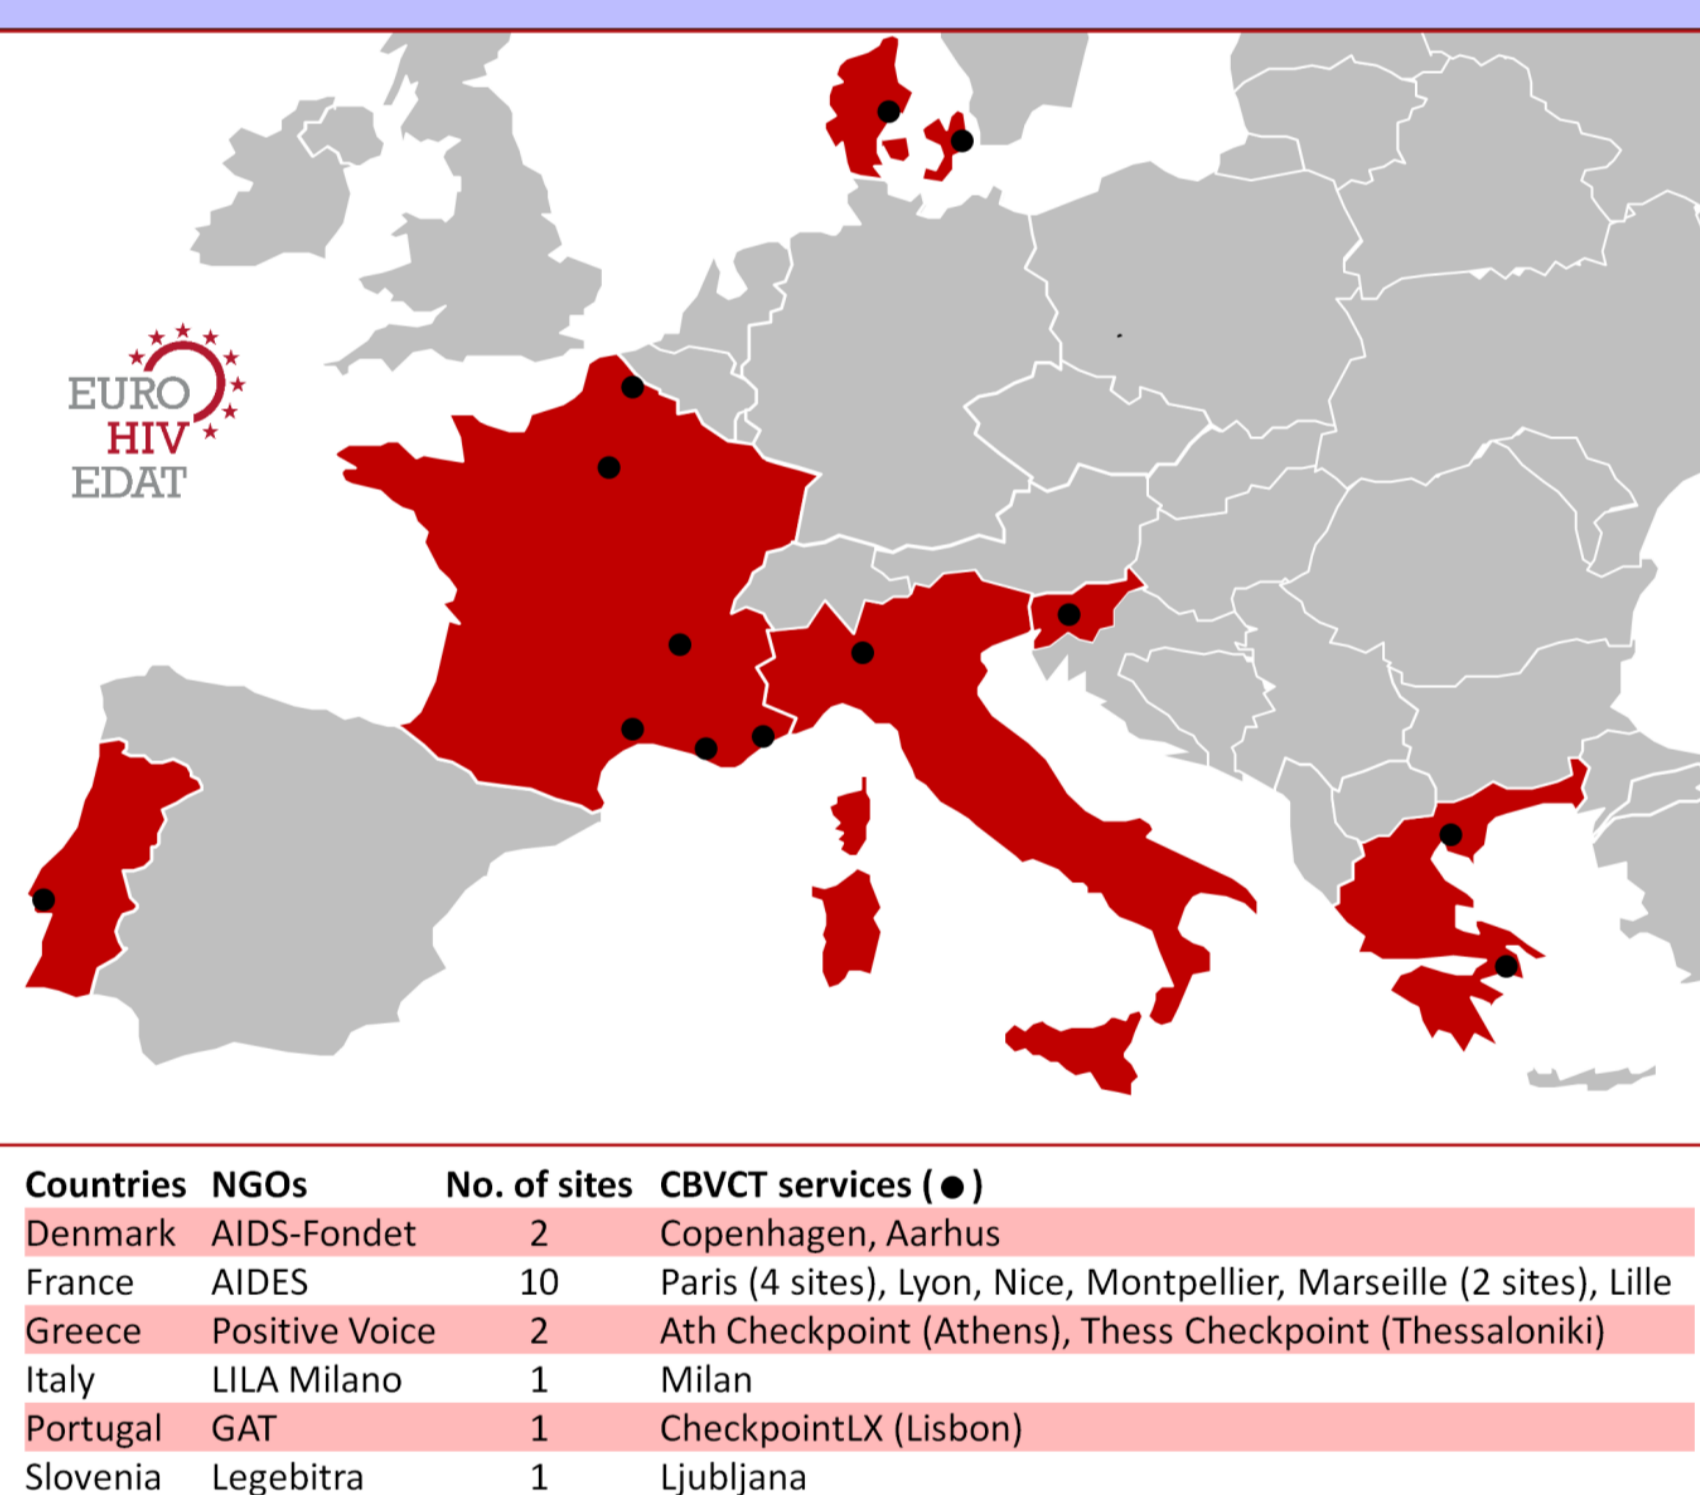 EURO
HIV
EDAT
Countries NGOs No. of sites CBVCT services (●)
Denmark AIDS-Fondet 2 Copenhagen, Aarhus
France AIDES 10 Paris (4 sites), Lyon, Nice, Montpellier, Marseille (2 sites), Lille
Greece Positive Voice 2 Ath Checkpoint (Athens), Thess Checkpoint (Thessaloniki)
Italy LILA Milano 1 Milan
Portugal GAT 1 CheckpointLX (Lisbon)
Slovenia Legebitra 1 Ljubljana